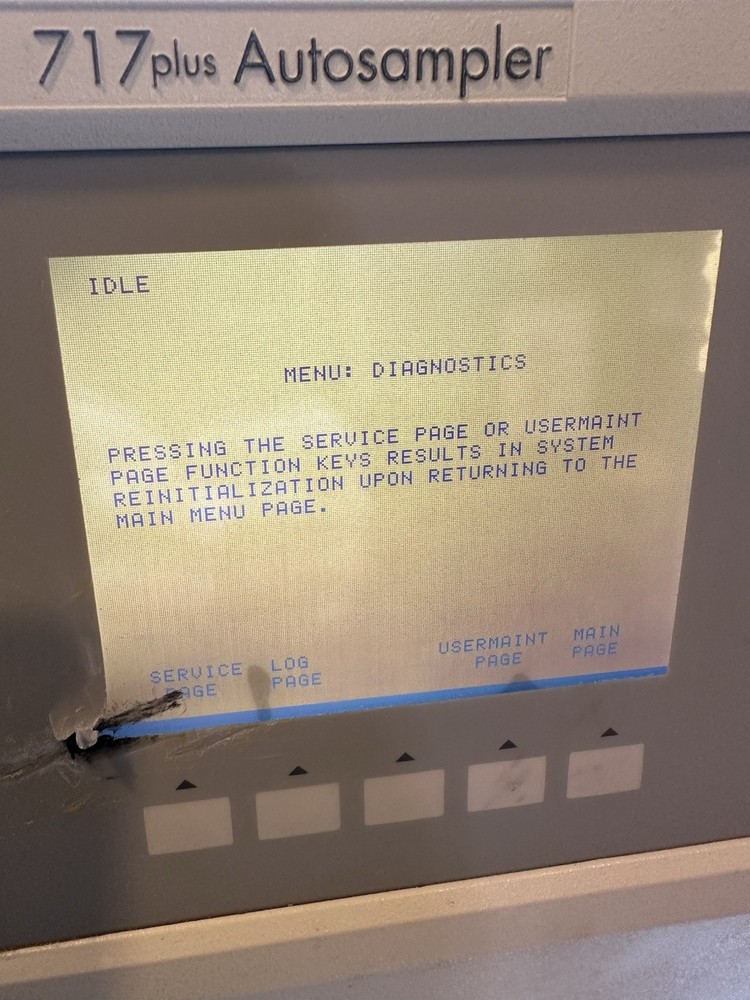 717plus Autosampler
IDLE
MENU: DIAGNOSTICS
PRESSING THE SERVICE PAGE OR USERMAINT
PAGE FUNCTION KEYS RESULTS IN SYSTEM
REINITIALIZATION UPON RETURNING TO THE
MAIN MENU PAGE.
SERVICE PAGE
LOG PAGE
USERMAINT PAGE
MAIN PAGE